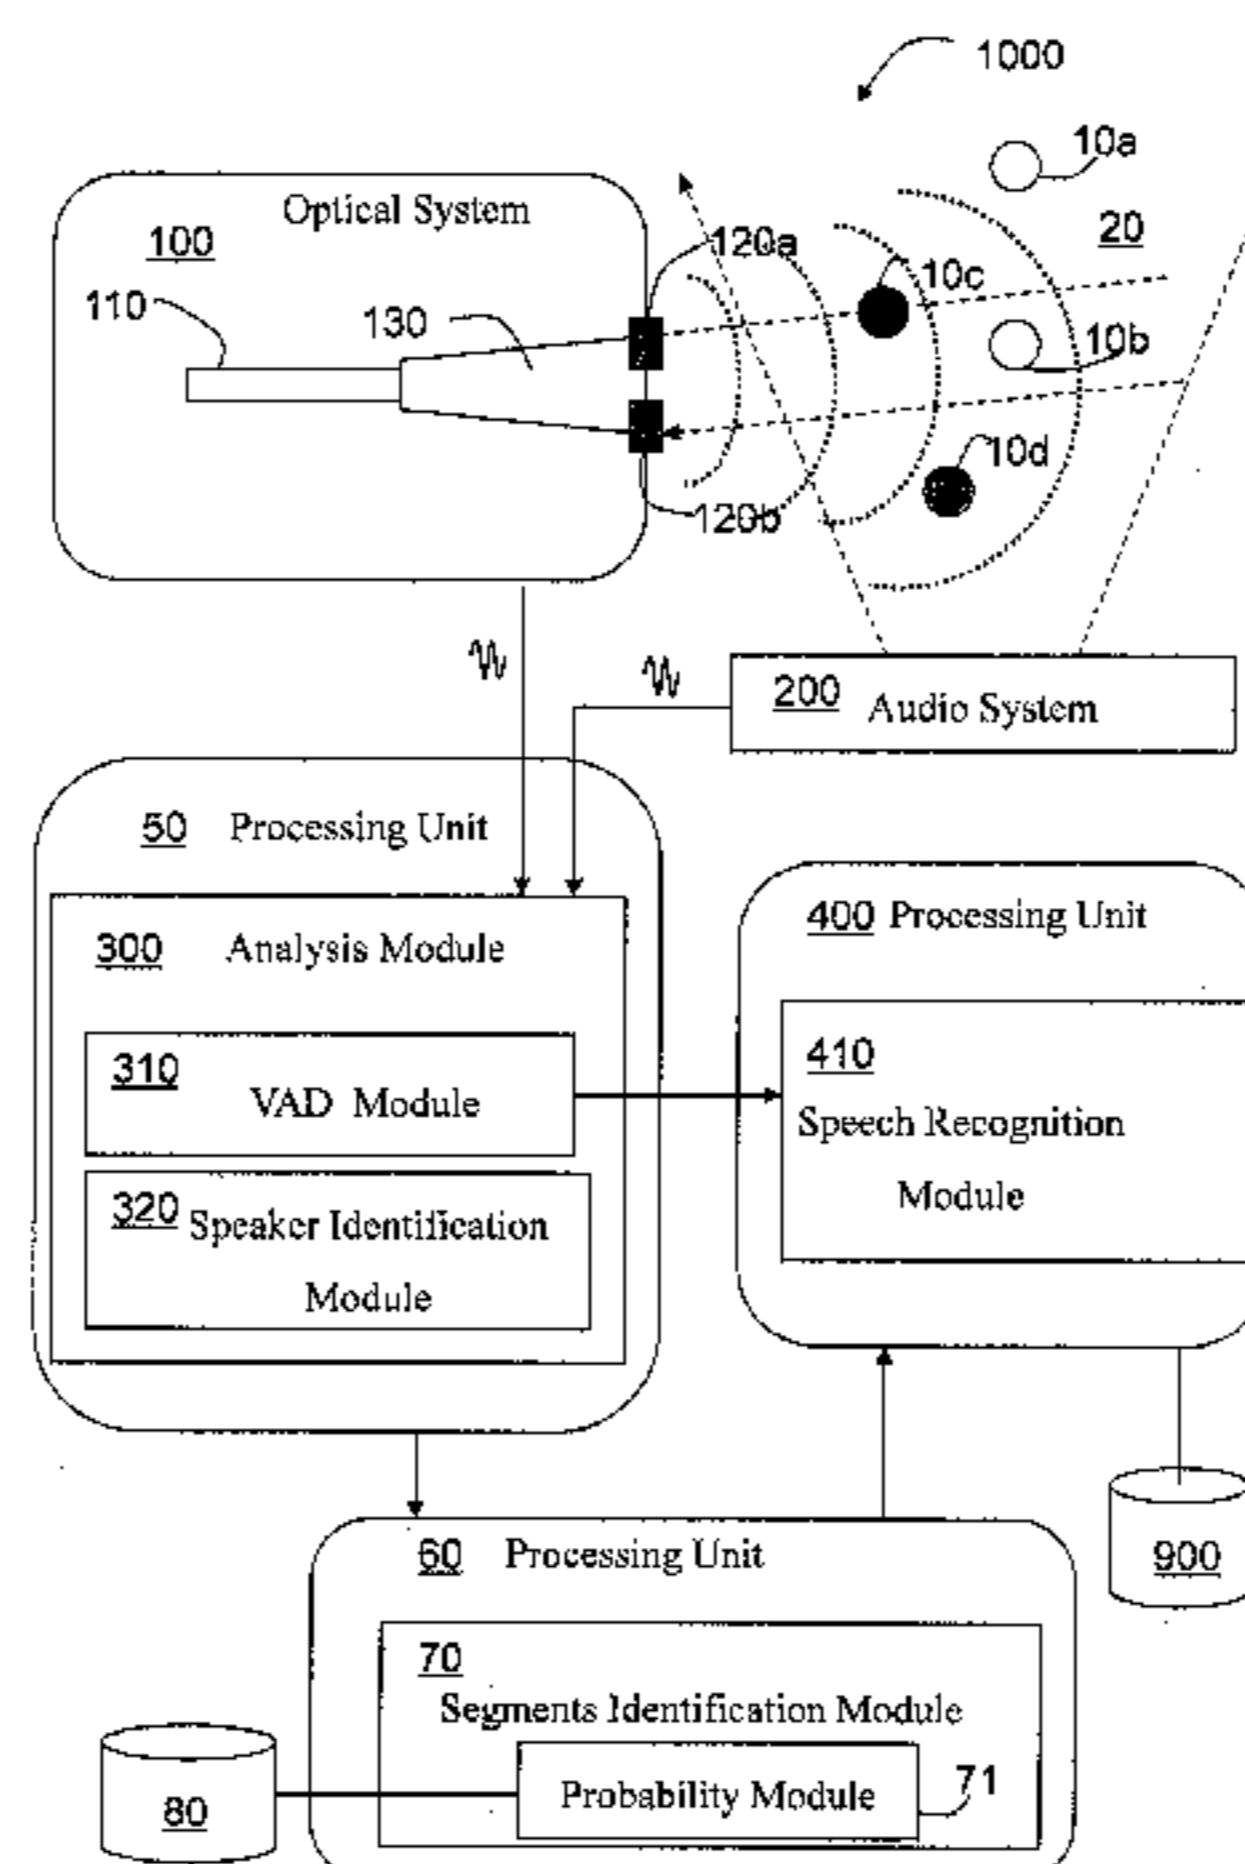 1000
10a
Optical System
100
120a
20
10c
110
130
10b
10d
120b
200 Audio System
50 Processing Unit
400 Processing Unit
300 Analysis Module
310
VAD Module
410
Speech Recognition
Module
320 Speaker Identification
Module
60 Processing Unit
900
70
Segments Identification Module
Probability Module
71
80